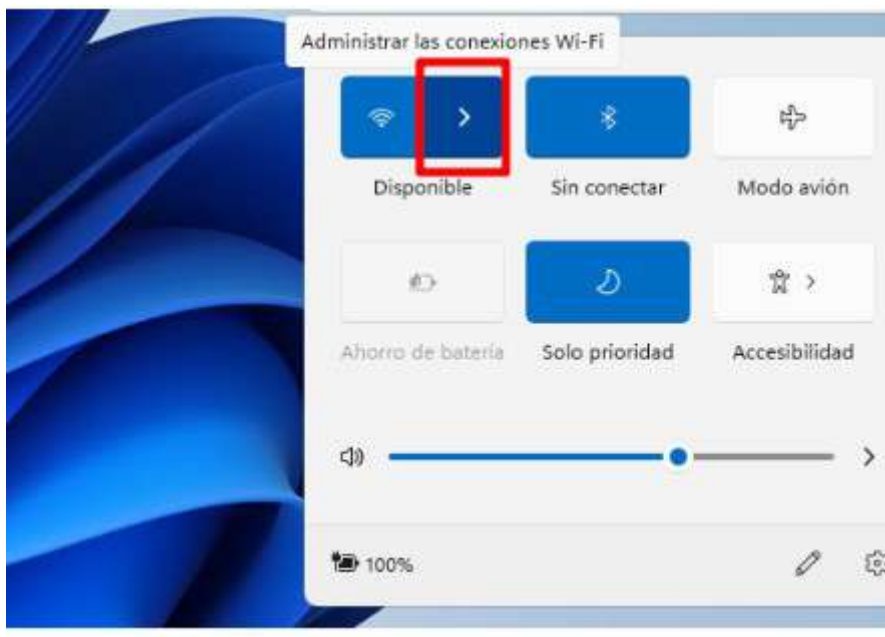 Administrar las conexiones Wi-Fi
Disponible
Sin conectar
Modo avión
Ahorro de batería
Solo prioridad
Accesibilidad
100%